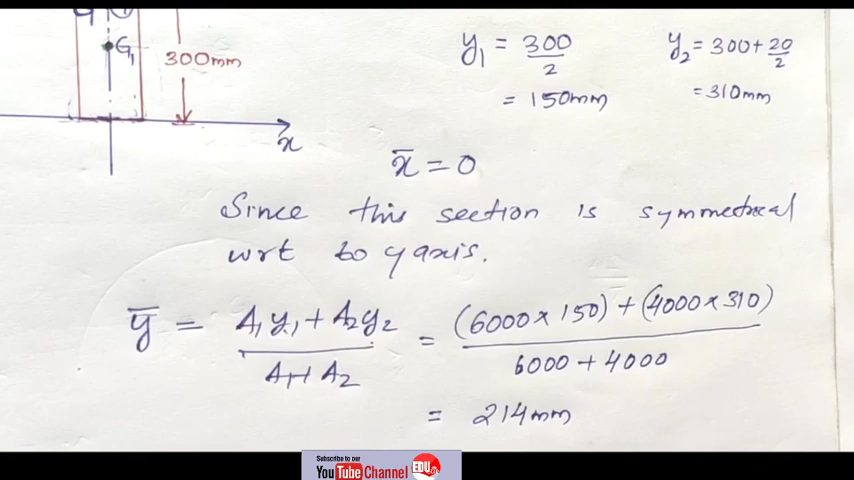 G₁
300mm
x
y₁ = 300/2
= 150mm
y₂ = 300+20/2
= 310mm
x̅ = 0
Since this section is symmetrical
wrt to y axis.
y̅ = A₁y₁ + A₂y₂ / A₁+A₂ = (6000 × 150) + (4000 × 310) / 6000 + 4000
= 214mm
Subscribe to our
YouTube Channel
EDU